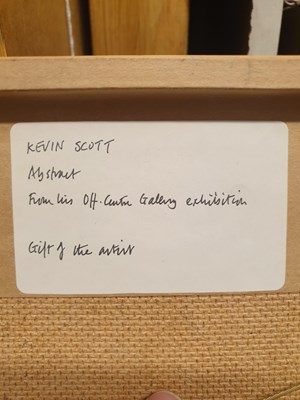 KEVIN SCOTT
Abstract
From his Off-Centre Gallery exhibition
Gift of the artist